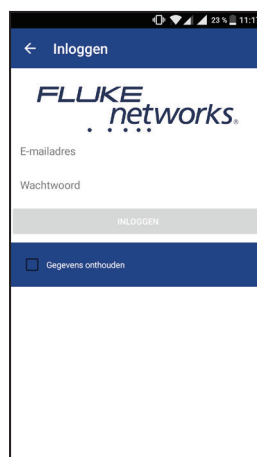 23 % 11:17
Inloggen
FLUKE
networks®
E-mailadres
Wachtwoord
INLOGGEN
Gegevens onthouden